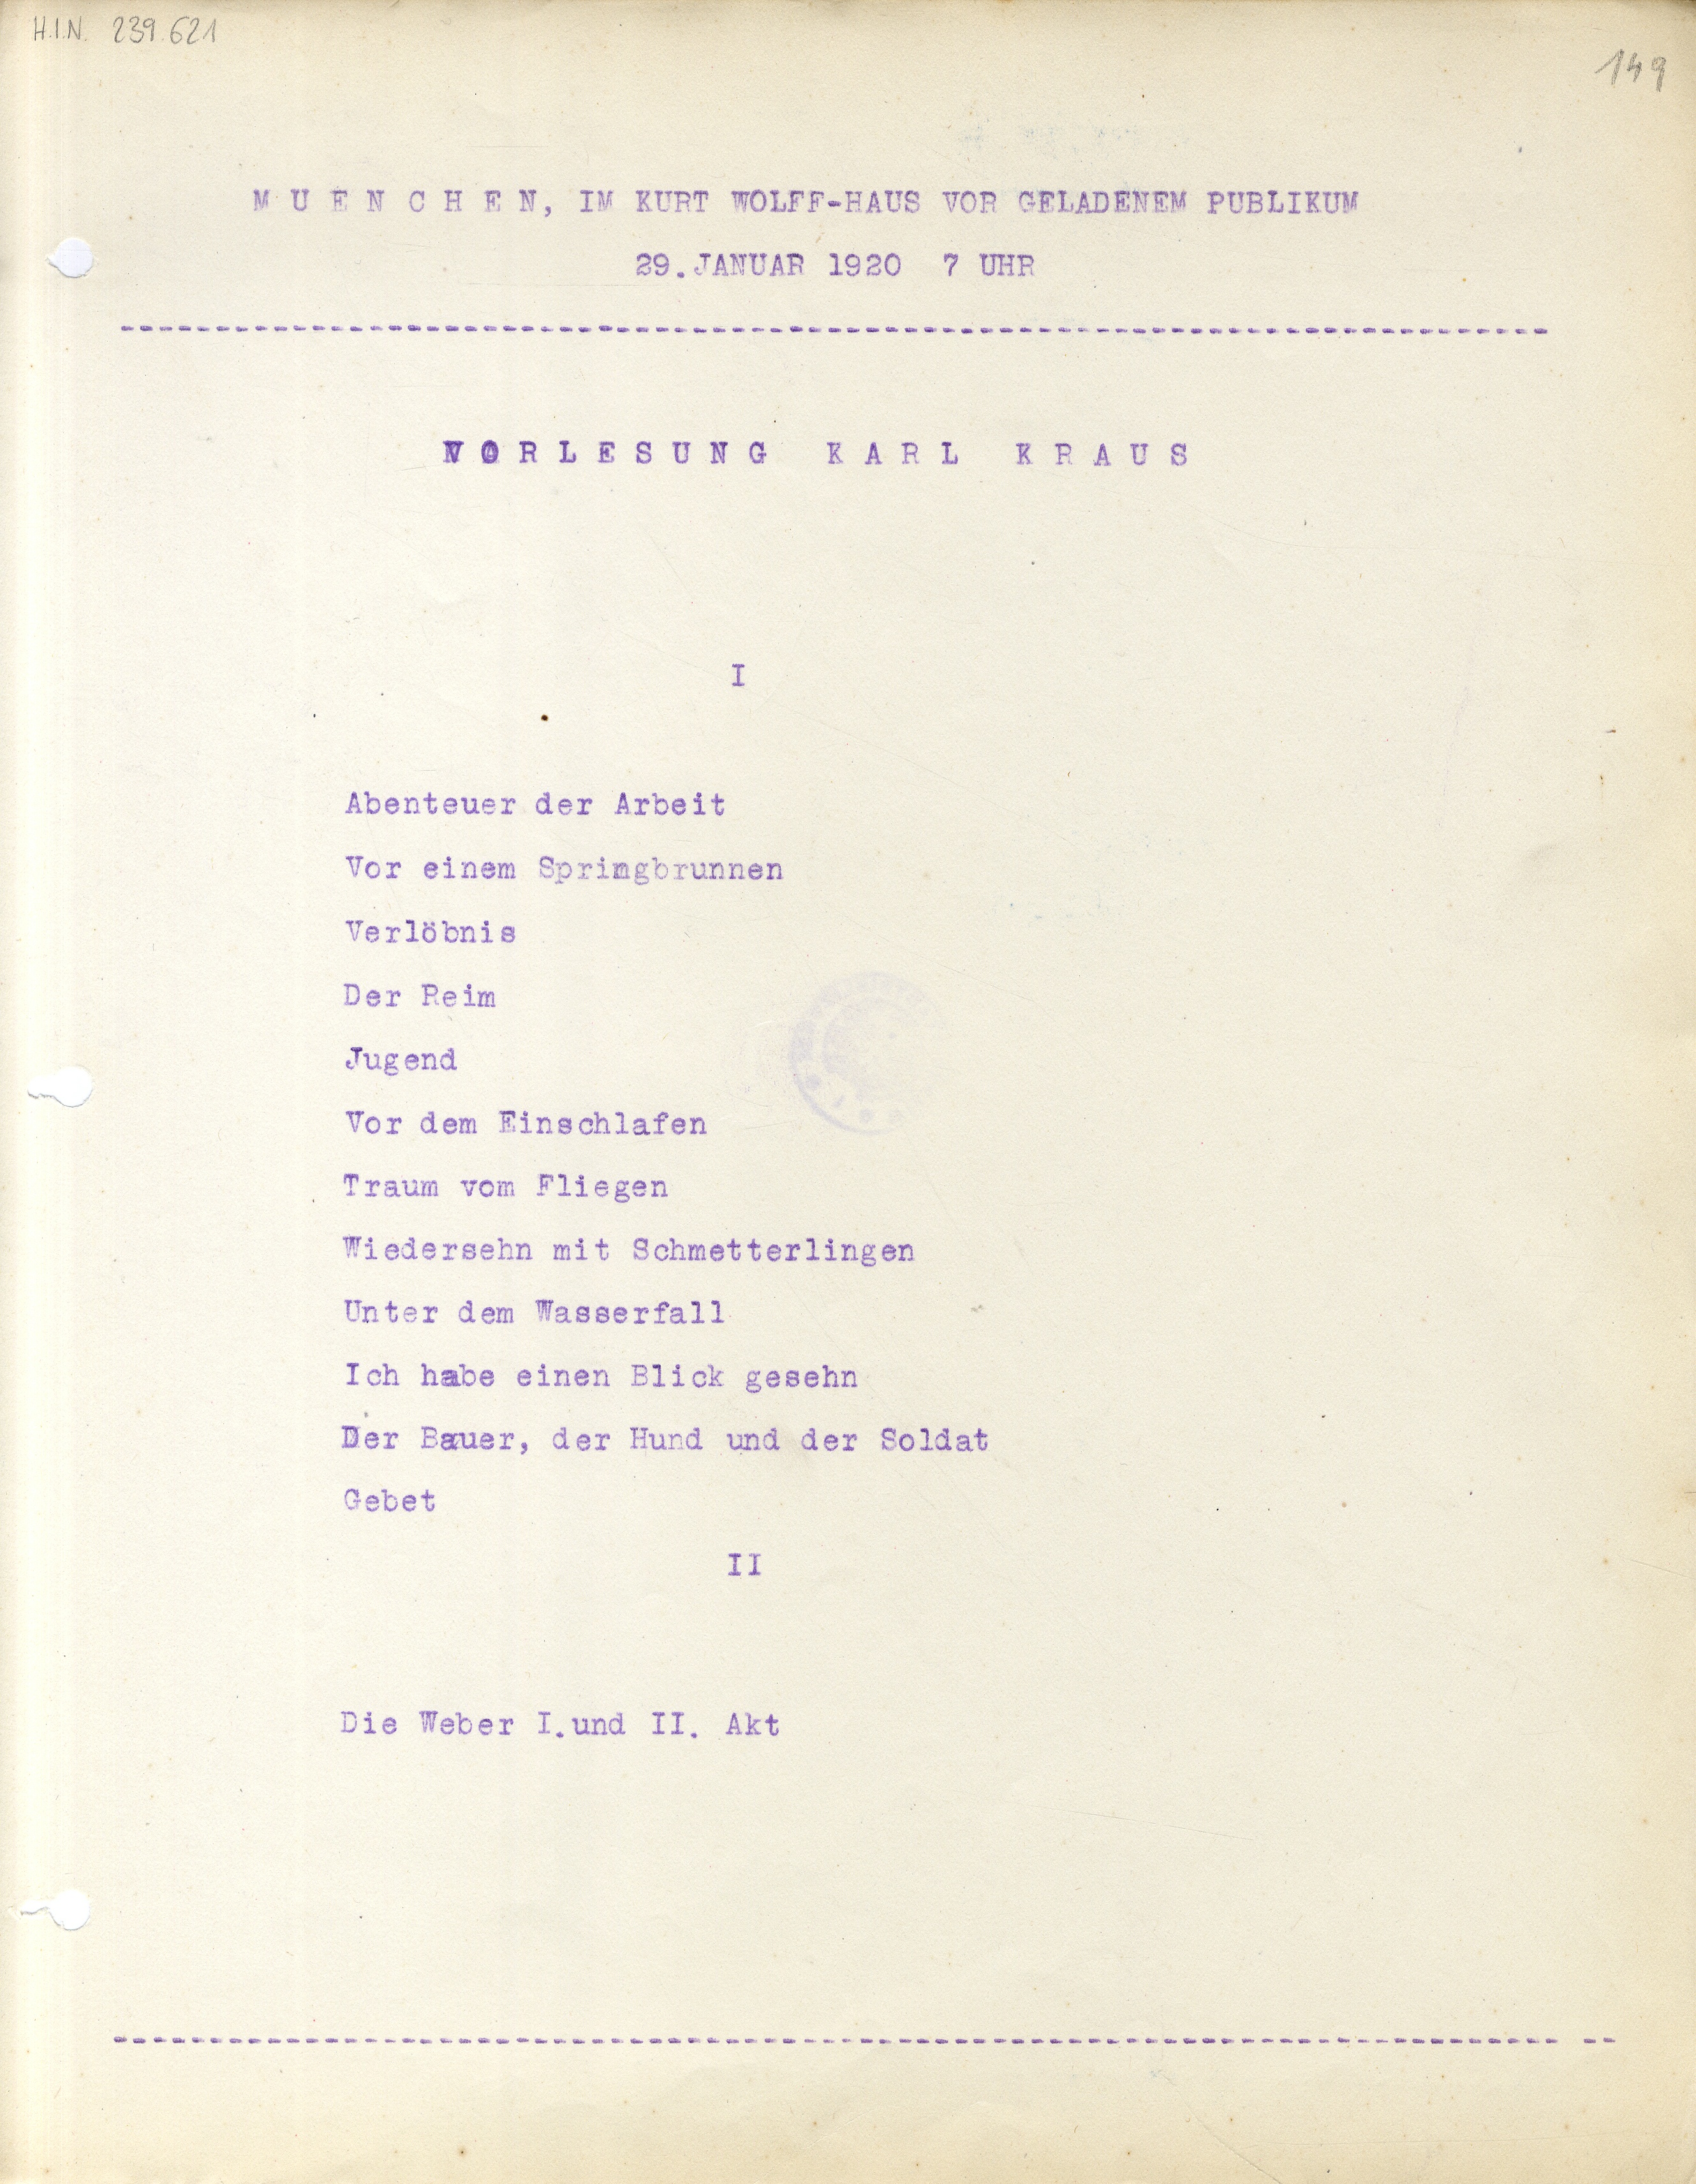 H.I.N. 239.621
149
M U E N C H E N, IM KURT WOLFF-HAUS VOR GELADENEM PUBLIKUM
29.JANUAR 1920 7 UHR
V O R L E S U N G K A R L K R A U S
I
Abenteuer der Arbeit
Vor einem Springbrunnen
Verlöbnis
Der Reim
Jugend
Vor dem Einschlafen
Traum vom Fliegen
Wiedersehn mit Schmetterlingen
Unter dem Wasserfall
Ich habe einen Blick gesehn
Der Bauer, der Hund und der Soldat
Gebet
II
Die Weber I.und II. Akt